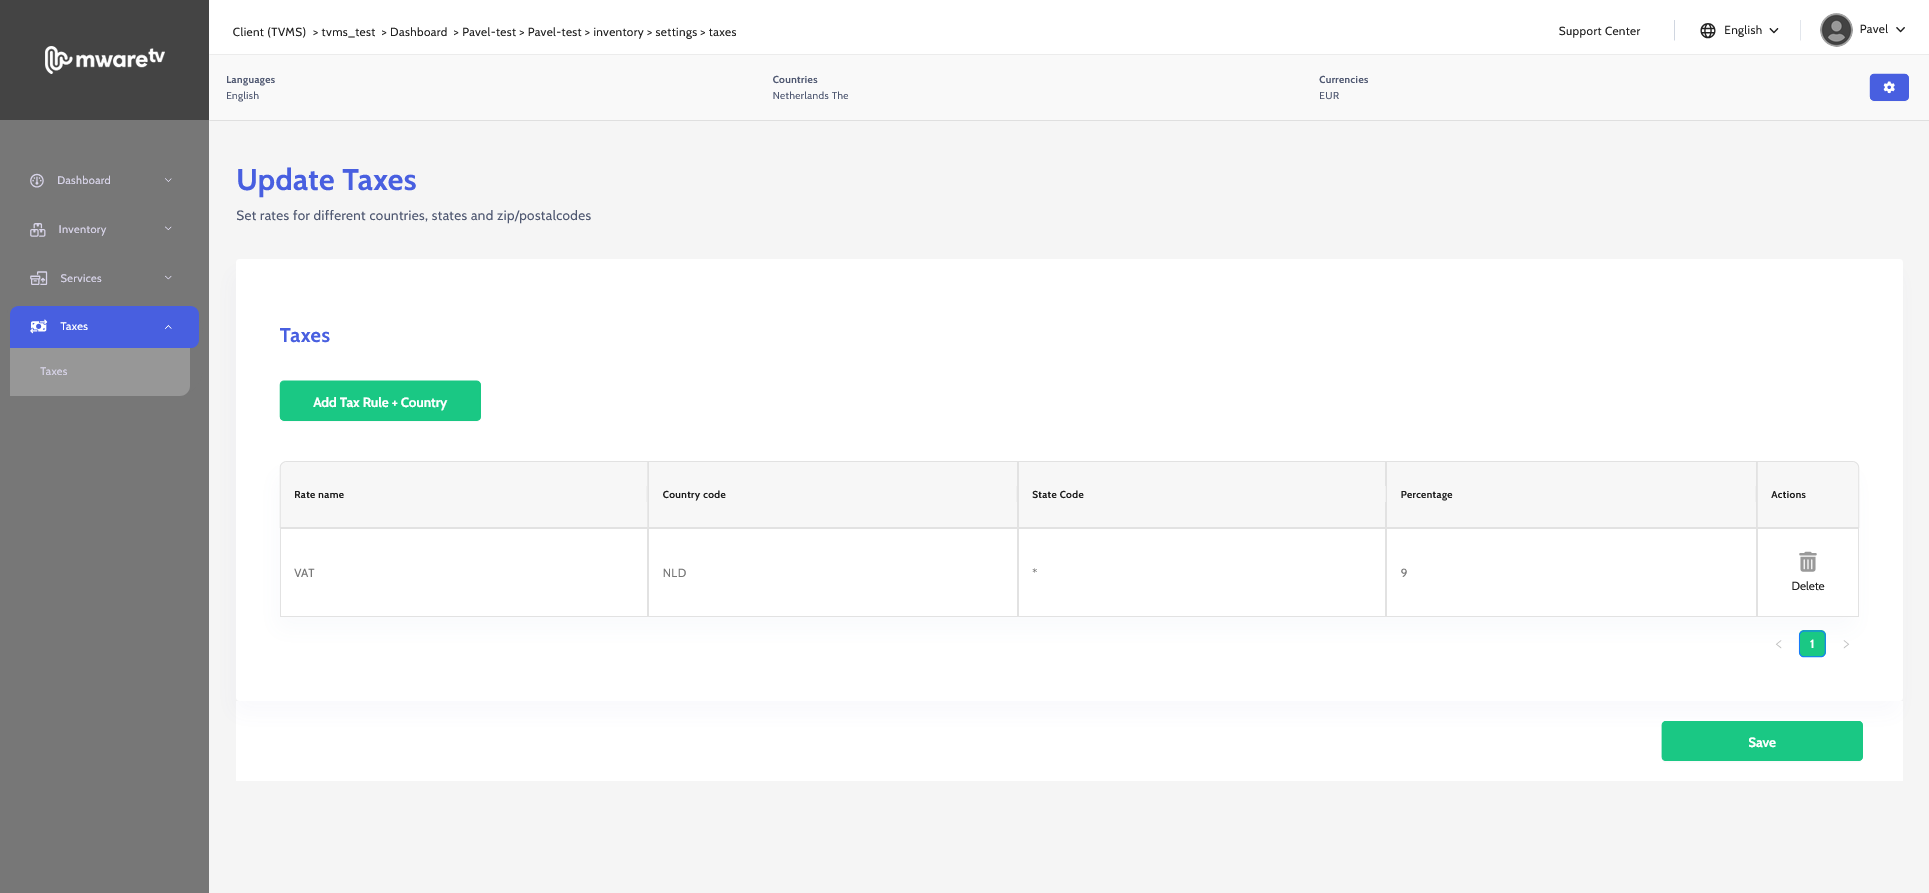 mwaretv
Client (TVMS) > tvms_test > Dashboard > Pavel-test > Pavel-test > inventory > settings > taxes
Support Center
English
Pavel
Languages
English
Countries
Netherlands The
Currencies
EUR
Dashboard
Inventory
Services
Taxes
Taxes
Update Taxes
Set rates for different countries, states and zip/postalcodes
Taxes
Add Tax Rule + Country
Rate name Country code State Code Percentage Actions
VAT NLD * 9 Delete
< 1 >
Save